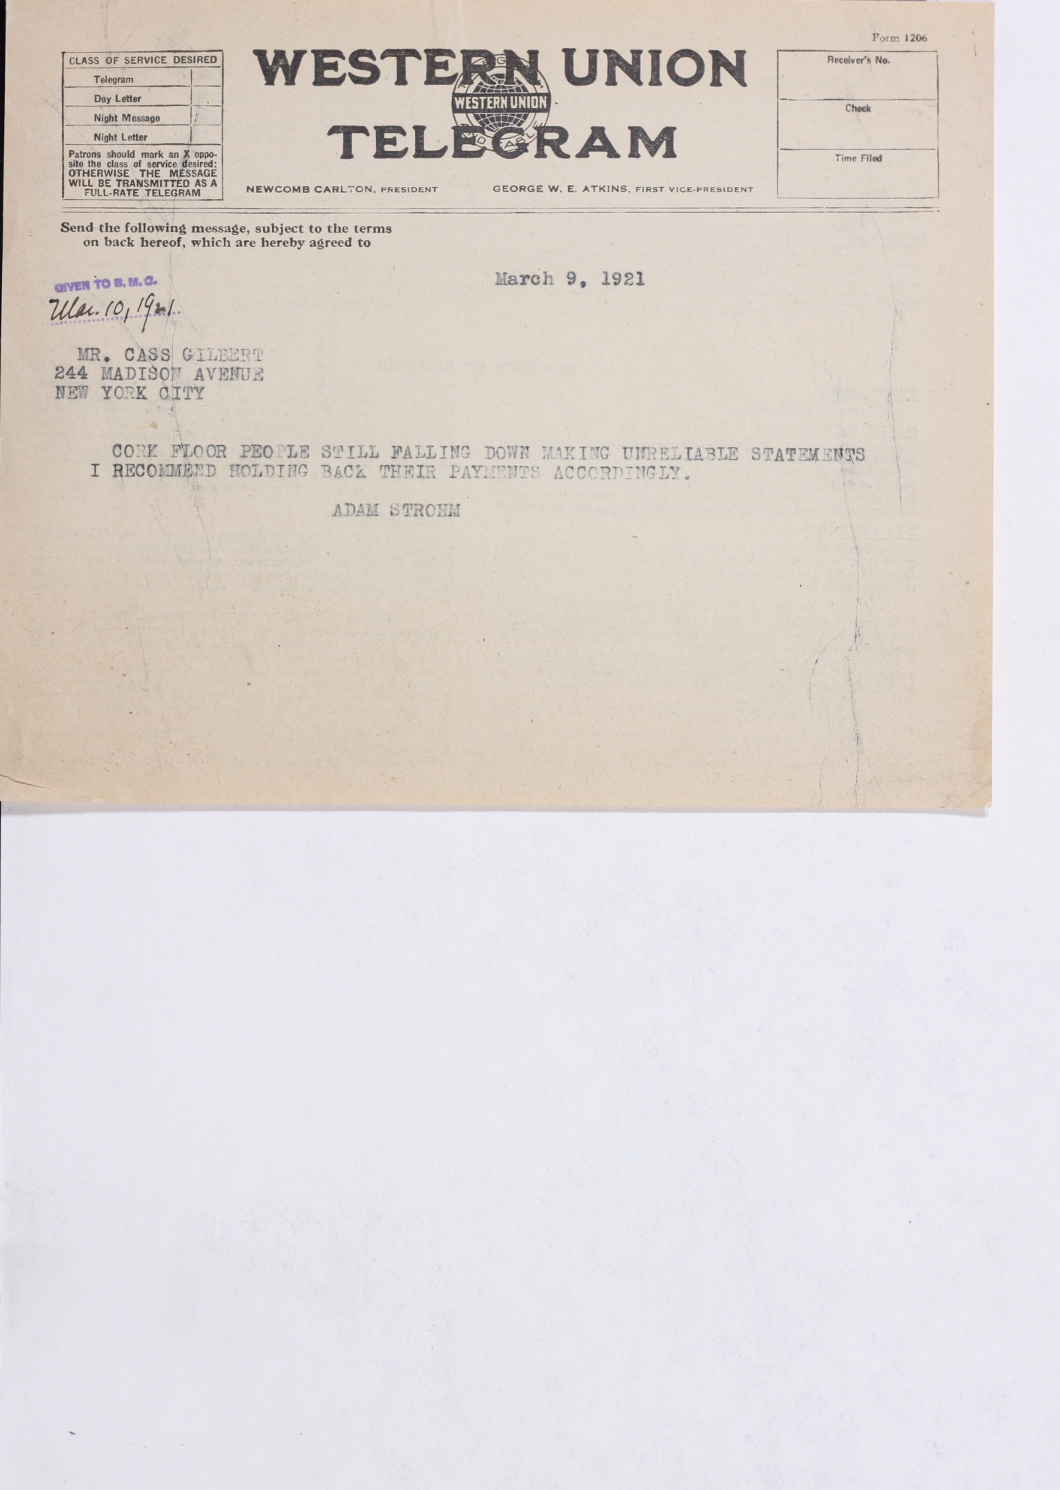 Form 1206
CLASS OF SERVICE DESIRED
Telegram
Day Letter
Night Message
Night Letter
Patrons should mark an X oppo-
site the class of service desired:
OTHERWISE THE MESSAGE
WILL BE TRANSMITTED AS A
FULL-RATE TELEGRAM
WESTERN UNION
WESTERN UNION
TELEGRAM
NEWCOMB CARLTON, PRESIDENT
GEORGE W. E. ATKINS, FIRST VICE-PRESIDENT
Receiver's No.
Check
Time Filed
Send the following message, subject to the terms
on back hereof, which are hereby agreed to
March 9, 1921
GIVEN TO B. M. C.
Mar. 10, 1921.
MR. CASS GILBERT
244 MADISON AVENUE
NEW YORK CITY
CORK FLOOR PEOPLE STILL FALLING DOWN MAKING UNRELIABLE STATEMENTS
I RECOMMEND HOLDING BACK THEIR PAYMENTS ACCORDINGLY.
ADAM STROHM